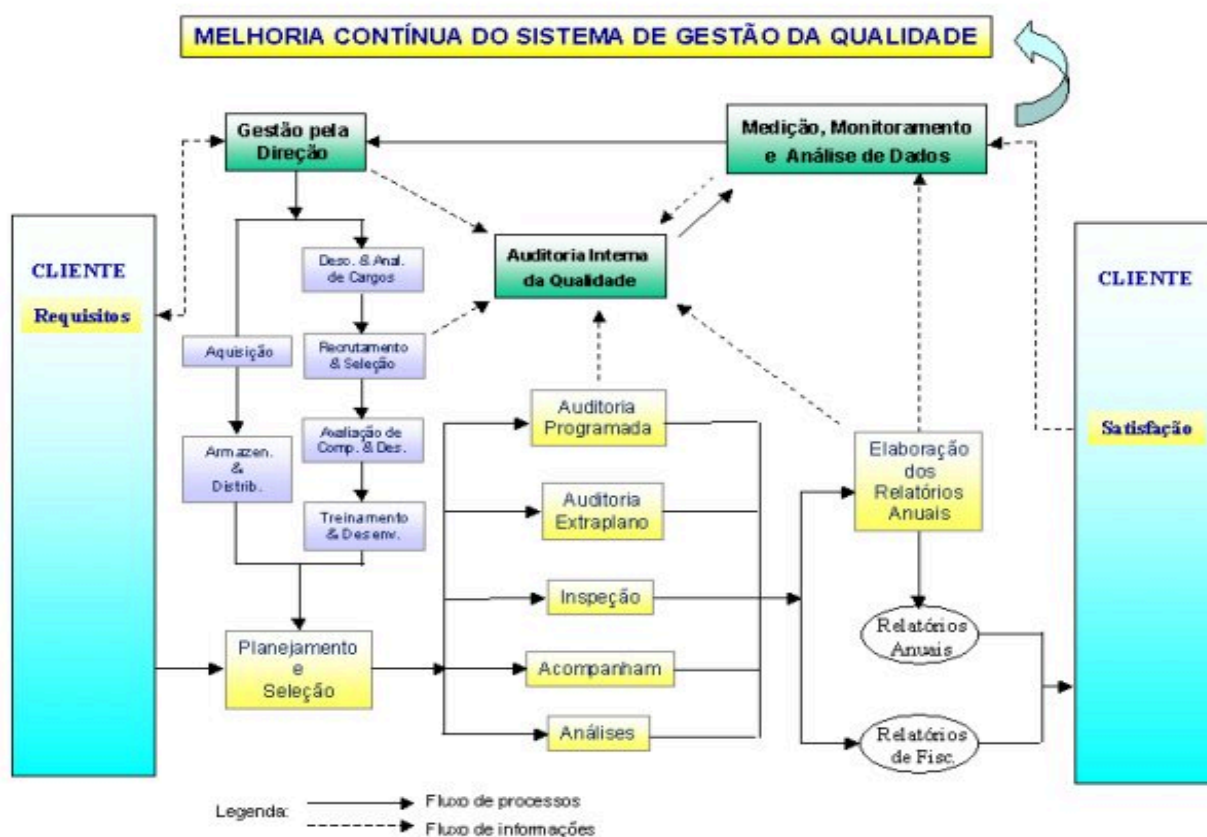 MELHORIA CONTÍNUA DO SISTEMA DE GESTÃO DA QUALIDADE
Gestão pela
Direção
Medição, Monitoramento
e Análise de Dados
Auditoria Interna
da Qualidade
CLIENTE
Requisitos
Desc. & Anal.
de Cargos
Aquisição
Recrutamento
& Seleção
Armazen.
&
Distrib.
Avaliação de
Comp. & Des.
Treinamento
& Desenv.
Planejamento
e
Seleção
Auditoria
Programada
Auditoria
Extraplano
Inspeção
Acompanham
Análises
Elaboração
dos
Relatórios
Anuais
Relatórios
Anuais
Relatórios
de Fisc.
CLIENTE
Satisfação
Legenda:
Fluxo de processos
Fluxo de informações